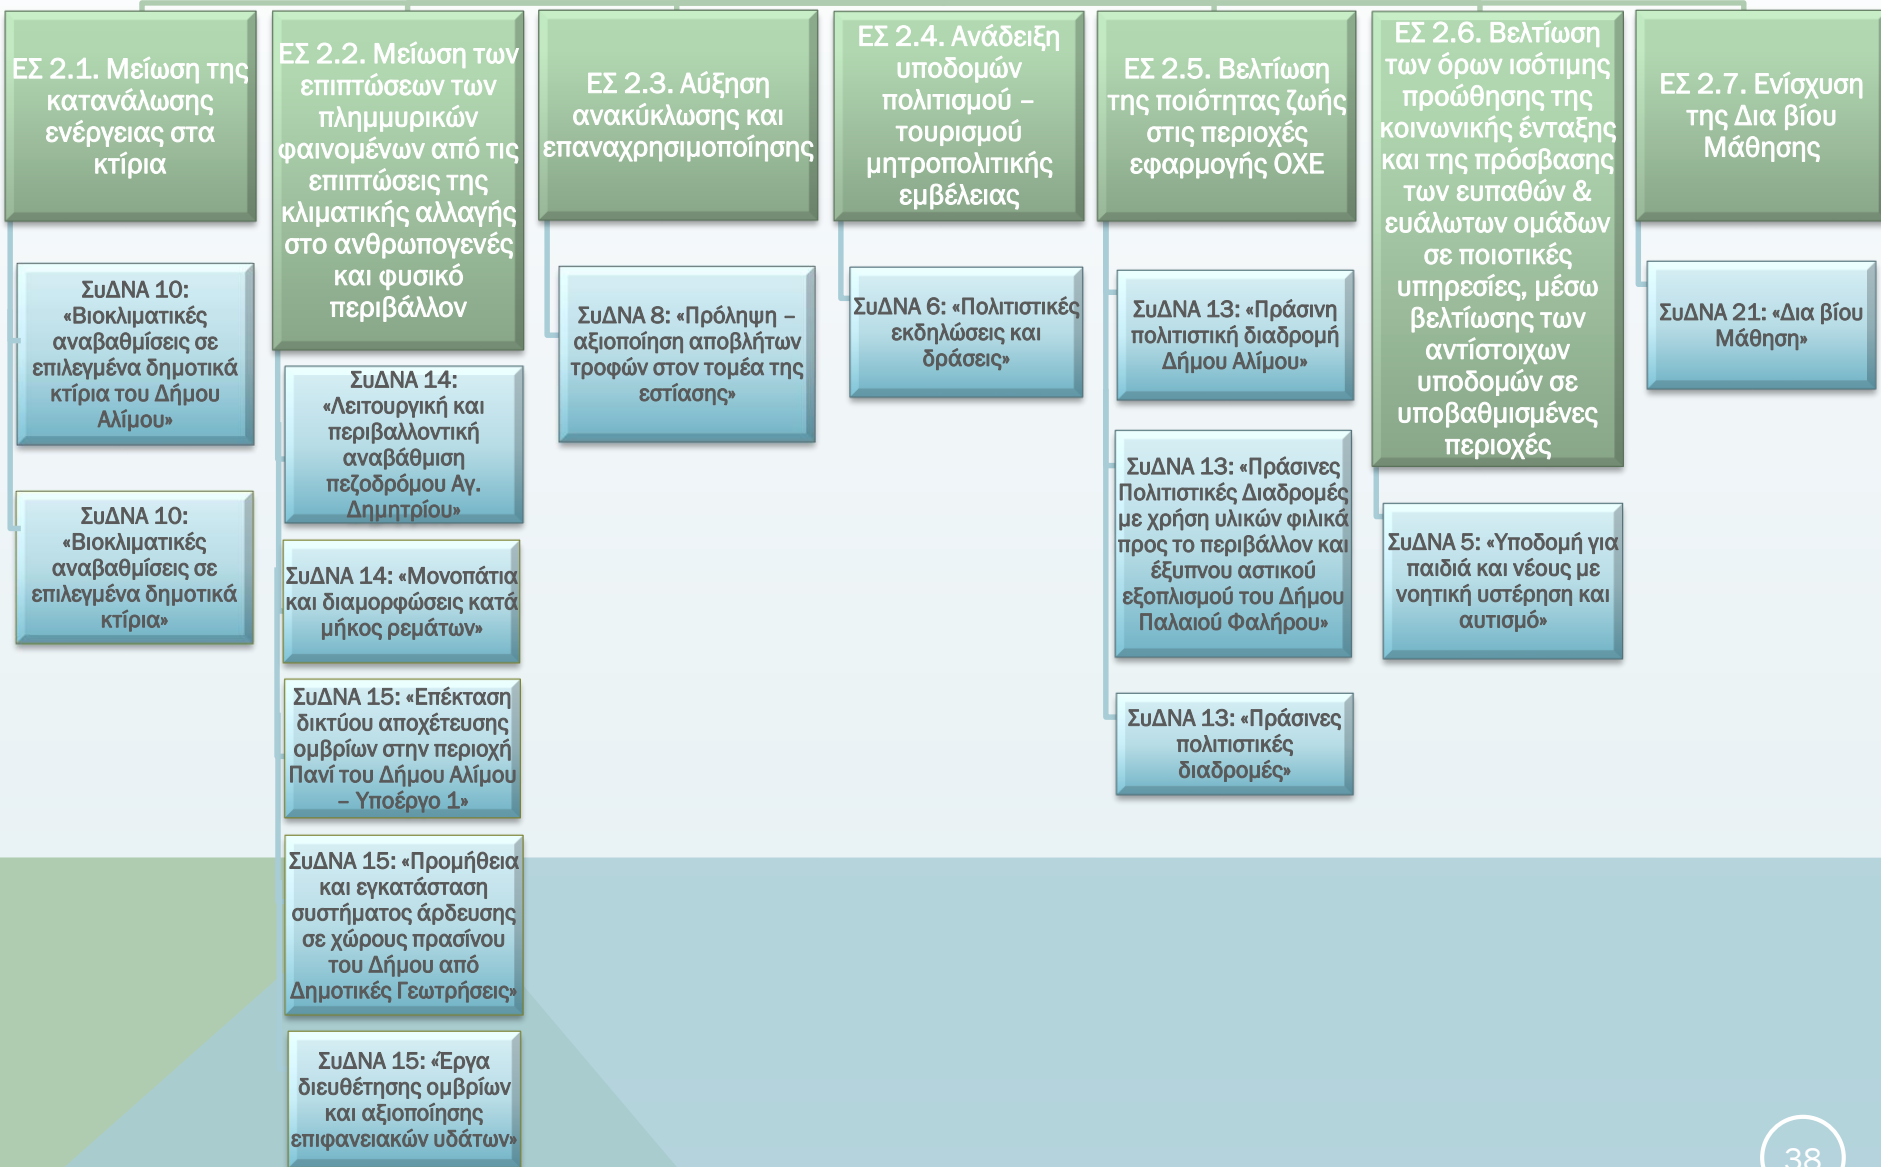 ΕΣ 2.1. Μείωση της
κατανάλωσης
ενέργειας στα
κτίρια
ΣυΔΝΑ 10:
«Βιοκλιματικές
αναβαθμίσεις σε
επιλεγμένα δημοτικά
κτίρια του Δήμου
Αλίμου»
ΣυΔΝΑ 10:
«Βιοκλιματικές
αναβαθμίσεις σε
επιλεγμένα δημοτικά
κτίρια»
ΕΣ 2.2. Μείωση των
επιπτώσεων των
πλημμυρικών
φαινομένων από τις
επιπτώσεις της
κλιματικής αλλαγής
στο ανθρωπογενές
και φυσικό
περιβάλλον
ΣυΔΝΑ 14:
«Λειτουργική και
περιβαλλοντική
αναβάθμιση
πεζοδρόμου Αγ.
Δημητρίου»
ΣυΔΝΑ 14: «Μονοπάτια
και διαμορφώσεις κατά
μήκος ρεμάτων»
ΣυΔΝΑ 15: «Επέκταση
δικτύου αποχέτευσης
ομβρίων στην περιοχή
Πανί του Δήμου Αλίμου
– Υποέργο 1»
ΣυΔΝΑ 15: «Προμήθεια
και εγκατάσταση
συστήματος άρδευσης
σε χώρους πρασίνου
του Δήμου από
Δημοτικές Γεωτρήσεις»
ΣυΔΝΑ 15: «Έργα
διευθέτησης ομβρίων
και αξιοποίησης
επιφανειακών υδάτων»
ΕΣ 2.3. Αύξηση
ανακύκλωσης και
επαναχρησιμοποίησης
ΣυΔΝΑ 8: «Πρόληψη –
αξιοποίηση αποβλήτων
τροφών στον τομέα της
εστίασης»
ΕΣ 2.4. Ανάδειξη
υποδομών
πολιτισμού –
τουρισμού
μητροπολιτικής
εμβέλειας
ΣυΔΝΑ 6: «Πολιτιστικές
εκδηλώσεις και
δράσεις»
ΕΣ 2.5. Βελτίωση
της ποιότητας ζωής
στις περιοχές
εφαρμογής ΟΧΕ
ΣυΔΝΑ 13: «Πράσινη
πολιτιστική διαδρομή
Δήμου Αλίμου»
ΣυΔΝΑ 13: «Πράσινες
Πολιτιστικές Διαδρομές
με χρήση υλικών φιλικά
προς το περιβάλλον και
έξυπνου αστικού
εξοπλισμού του Δήμου
Παλαιού Φαλήρου»
ΣυΔΝΑ 13: «Πράσινες
πολιτιστικές
διαδρομές»
ΕΣ 2.6. Βελτίωση
των όρων ισότιμης
προώθησης της
κοινωνικής ένταξης
και της πρόσβασης
των ευπαθών &
ευάλωτων ομάδων
σε ποιοτικές
υπηρεσίες, μέσω
βελτίωσης των
αντίστοιχων
υποδομών σε
υποβαθμισμένες
περιοχές
ΣυΔΝΑ 5: «Υποδομή για
παιδιά και νέους με
νοητική υστέρηση και
αυτισμό»
ΕΣ 2.7. Ενίσχυση
της Δια βίου
Μάθησης
ΣυΔΝΑ 21: «Δια βίου
Μάθηση»
38